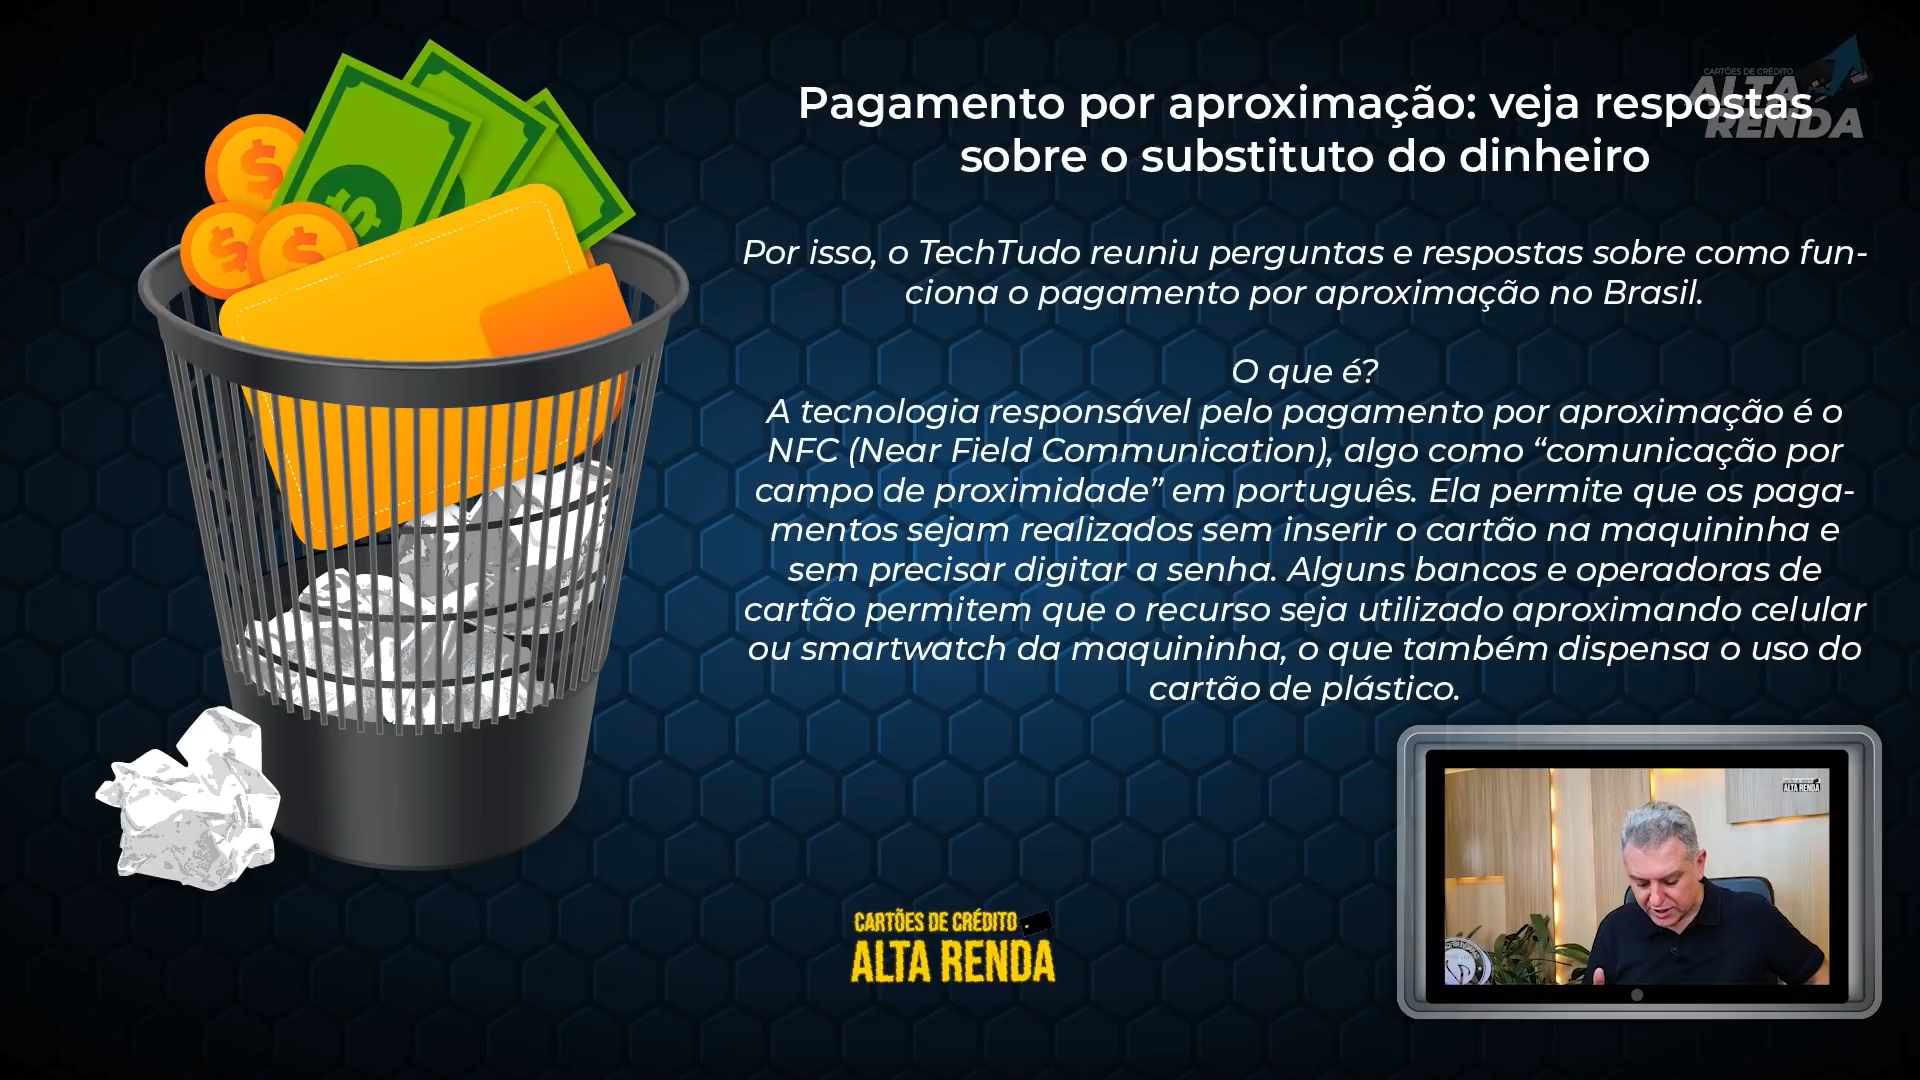 CARTÕES DE CRÉDITO
ALTA
RENDA
Pagamento por aproximação: veja respostas
sobre o substituto do dinheiro
Por isso, o TechTudo reuniu perguntas e respostas sobre como fun-
ciona o pagamento por aproximação no Brasil.
O que é?
A tecnologia responsável pelo pagamento por aproximação é o
NFC (Near Field Communication), algo como “comunicação por
campo de proximidade” em português. Ela permite que os paga-
mentos sejam realizados sem inserir o cartão na maquininha e
sem precisar digitar a senha. Alguns bancos e operadoras de
cartão permitem que o recurso seja utilizado aproximando celular
ou smartwatch da maquininha, o que também dispensa o uso do
cartão de plástico.
ALTA RENDA
CARTÕES DE CRÉDITO
ALTA RENDA